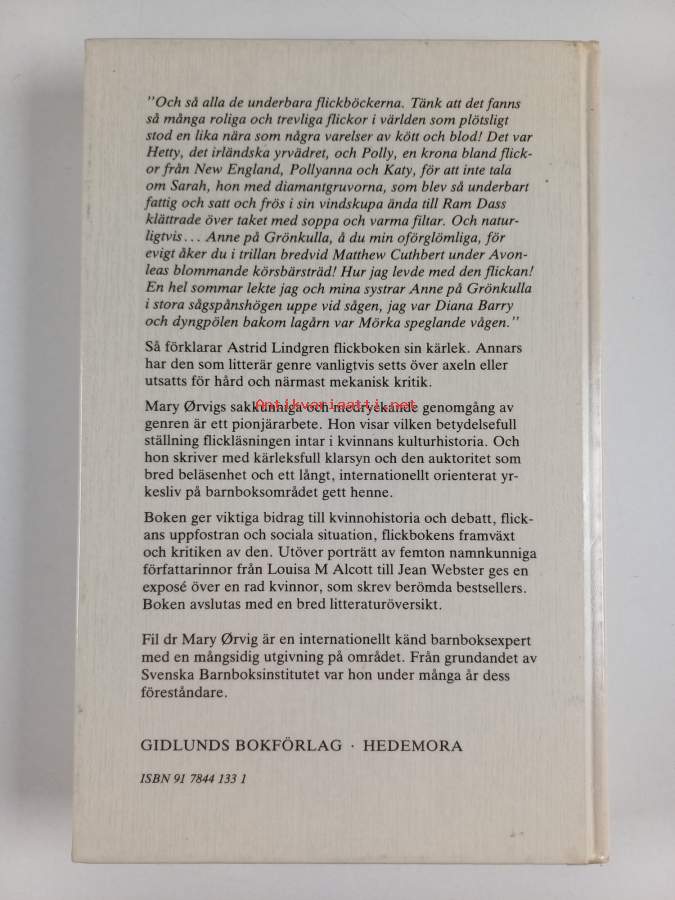 "Och så alla de underbara flickböckerna. Tänk att det fanns
så många roliga och trevliga flickor i världen som plötsligt
stod en lika nära som några varelser av kött och blod! Det var
Hetty, det irländska yrvädret, och Polly, en krona bland flick-
or från New England, Pollyanna och Katy, för att inte tala
om Sarah, hon med diamantgruvorna, som blev så underbart
fattig och satt och frös i sin vindskupa ända till Ram Dass
klättrade över taket med soppa och varma filtar. Och natur-
ligtvis... Anne på Grönkulla, å du min oförglömliga, för
evigt åker du i trillan bredvid Matthew Cuthbert under Avon-
leas blommande körsbärsträd! Hur jag levde med den flickan!
En hel sommar lekte jag och mina systrar Anne på Grönkulla
i stora sågspånshögen uppe vid sågen, jag var Diana Barry
och dyngpölen bakom lagårn var Mörka speglande vågen."
Så förklarar Astrid Lindgren flickboken sin kärlek. Annars
har den som litterär genre vanligtvis setts över axeln eller
utsatts för hård och närmast mekanisk kritik.
Antikvariaatti.net
Mary Ørvigs sakkunniga och medryckande genomgång av
genren är ett pionjärarbete. Hon visar vilken betydelsefull
ställning flickläsningen intar i kvinnans kulturhistoria. Och
hon skriver med kärleksfull klarsyn och den auktoritet som
bred beläsenhet och ett långt, internationellt orienterat yr-
kesliv på barnboksområdet gett henne.
Boken ger viktiga bidrag till kvinnohistoria och debatt, flick-
ans uppfostran och sociala situation, flickbokens framväxt
och kritiken av den. Utöver porträtt av femton namnkunniga
författarinnor från Louisa M Alcott till Jean Webster ges en
exposé över en rad kvinnor, som skrev berömda bestsellers.
Boken avslutas med en bred litteraturöversikt.
Fil dr Mary Ørvig är en internationellt känd barnboksexpert
med en mångsidig utgivning på området. Från grundandet av
Svenska Barnboksinstitutet var hon under många år dess
föreståndare.
GIDLUNDS BOKFÖRLAG · HEDEMORA
ISBN 91 7844 133 1